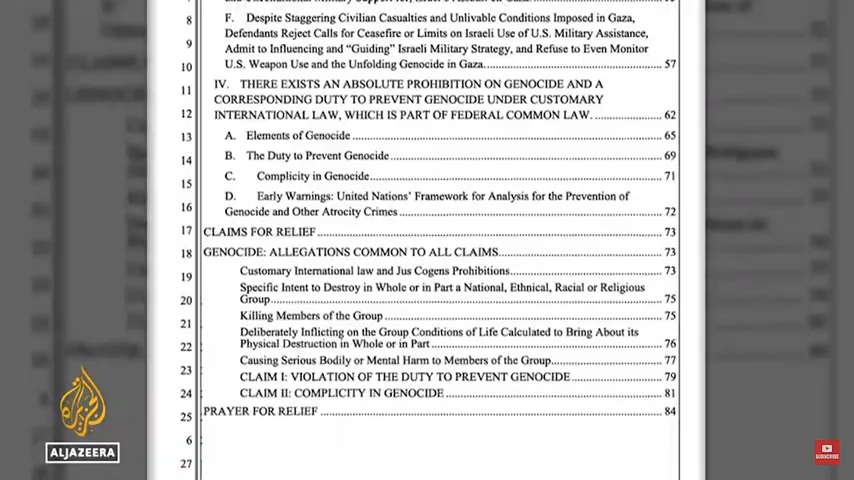 8
F. Despite Staggering Civilian Casualties and Unlivable Conditions Imposed in Gaza,
Defendants Reject Calls for Ceasefire or Limits on Israeli Use of U.S. Military Assistance,
9
Admit to Influencing and “Guiding” Israeli Military Strategy, and Refuse to Even Monitor
10
U.S. Weapon Use and the Unfolding Genocide in Gaza. 57
11
IV. THERE EXISTS AN ABSOLUTE PROHIBITION ON GENOCIDE AND A
CORRESPONDING DUTY TO PREVENT GENOCIDE UNDER CUSTOMARY
12
INTERNATIONAL LAW, WHICH IS PART OF FEDERAL COMMON LAW. 62
13
A. Elements of Genocide 65
14
B. The Duty to Prevent Genocide 69
15
C. Complicity in Genocide 71
D. Early Warnings: United Nations’ Framework for Analysis for the Prevention of
16
Genocide and Other Atrocity Crimes 72
17
CLAIMS FOR RELIEF 73
18
GENOCIDE: ALLEGATIONS COMMON TO ALL CLAIMS 73
19
Customary International law and Jus Cogens Prohibitions 73
Specific Intent to Destroy in Whole or in Part a National, Ethnical, Racial or Religious
20
Group 75
21
Killing Members of the Group 75
Deliberately Inflicting on the Group Conditions of Life Calculated to Bring About its
22
Physical Destruction in Whole or in Part 76
Causing Serious Bodily or Mental Harm to Members of the Group 77
23
CLAIM I: VIOLATION OF THE DUTY TO PREVENT GENOCIDE 79
24
CLAIM II: COMPLICITY IN GENOCIDE 81
25
PRAYER FOR RELIEF 84
6
27
الجزيرة
ALJAZEERA
SUBSCRIBE